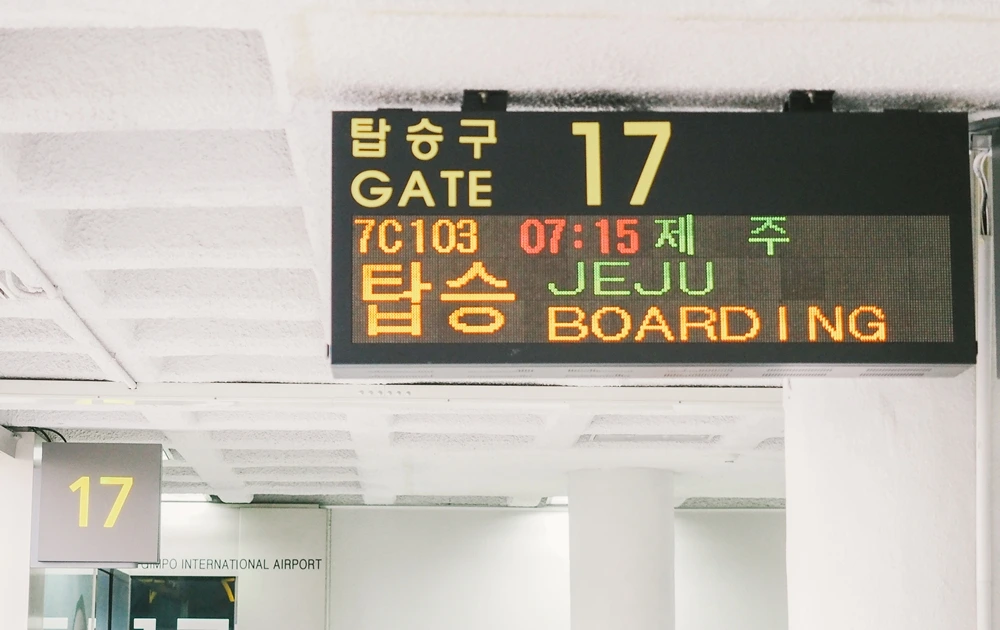 탑승구 17
GATE
7C103 07:15 제 주
탑승 JEJU
BOARDING
17
GIMPO INTERNATIONAL AIRPORT